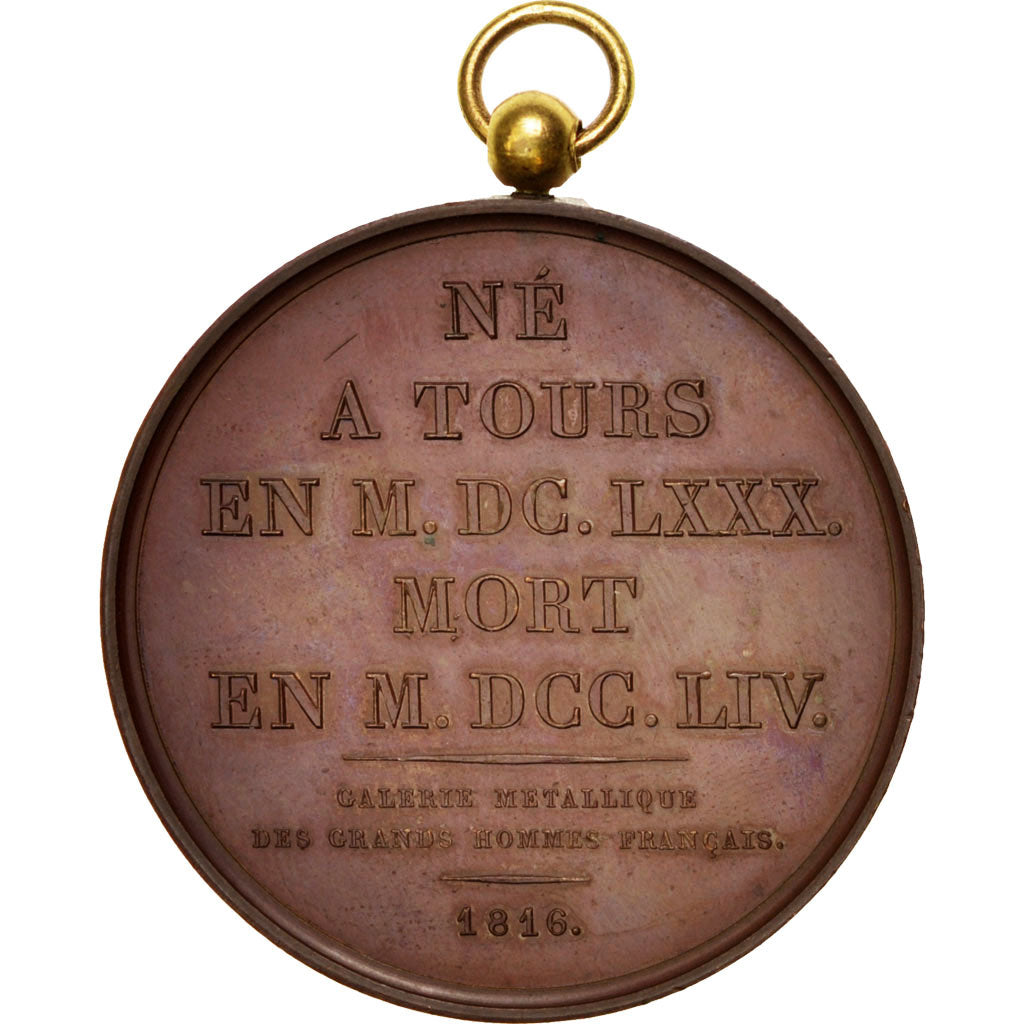 NÉ
A TOURS
EN M. DC. LXXX.
MORT
EN M. DCC. LIV.
GALERIE METALLIQUE
DES GRANDS HOMMES FRANÇAIS.
1816.